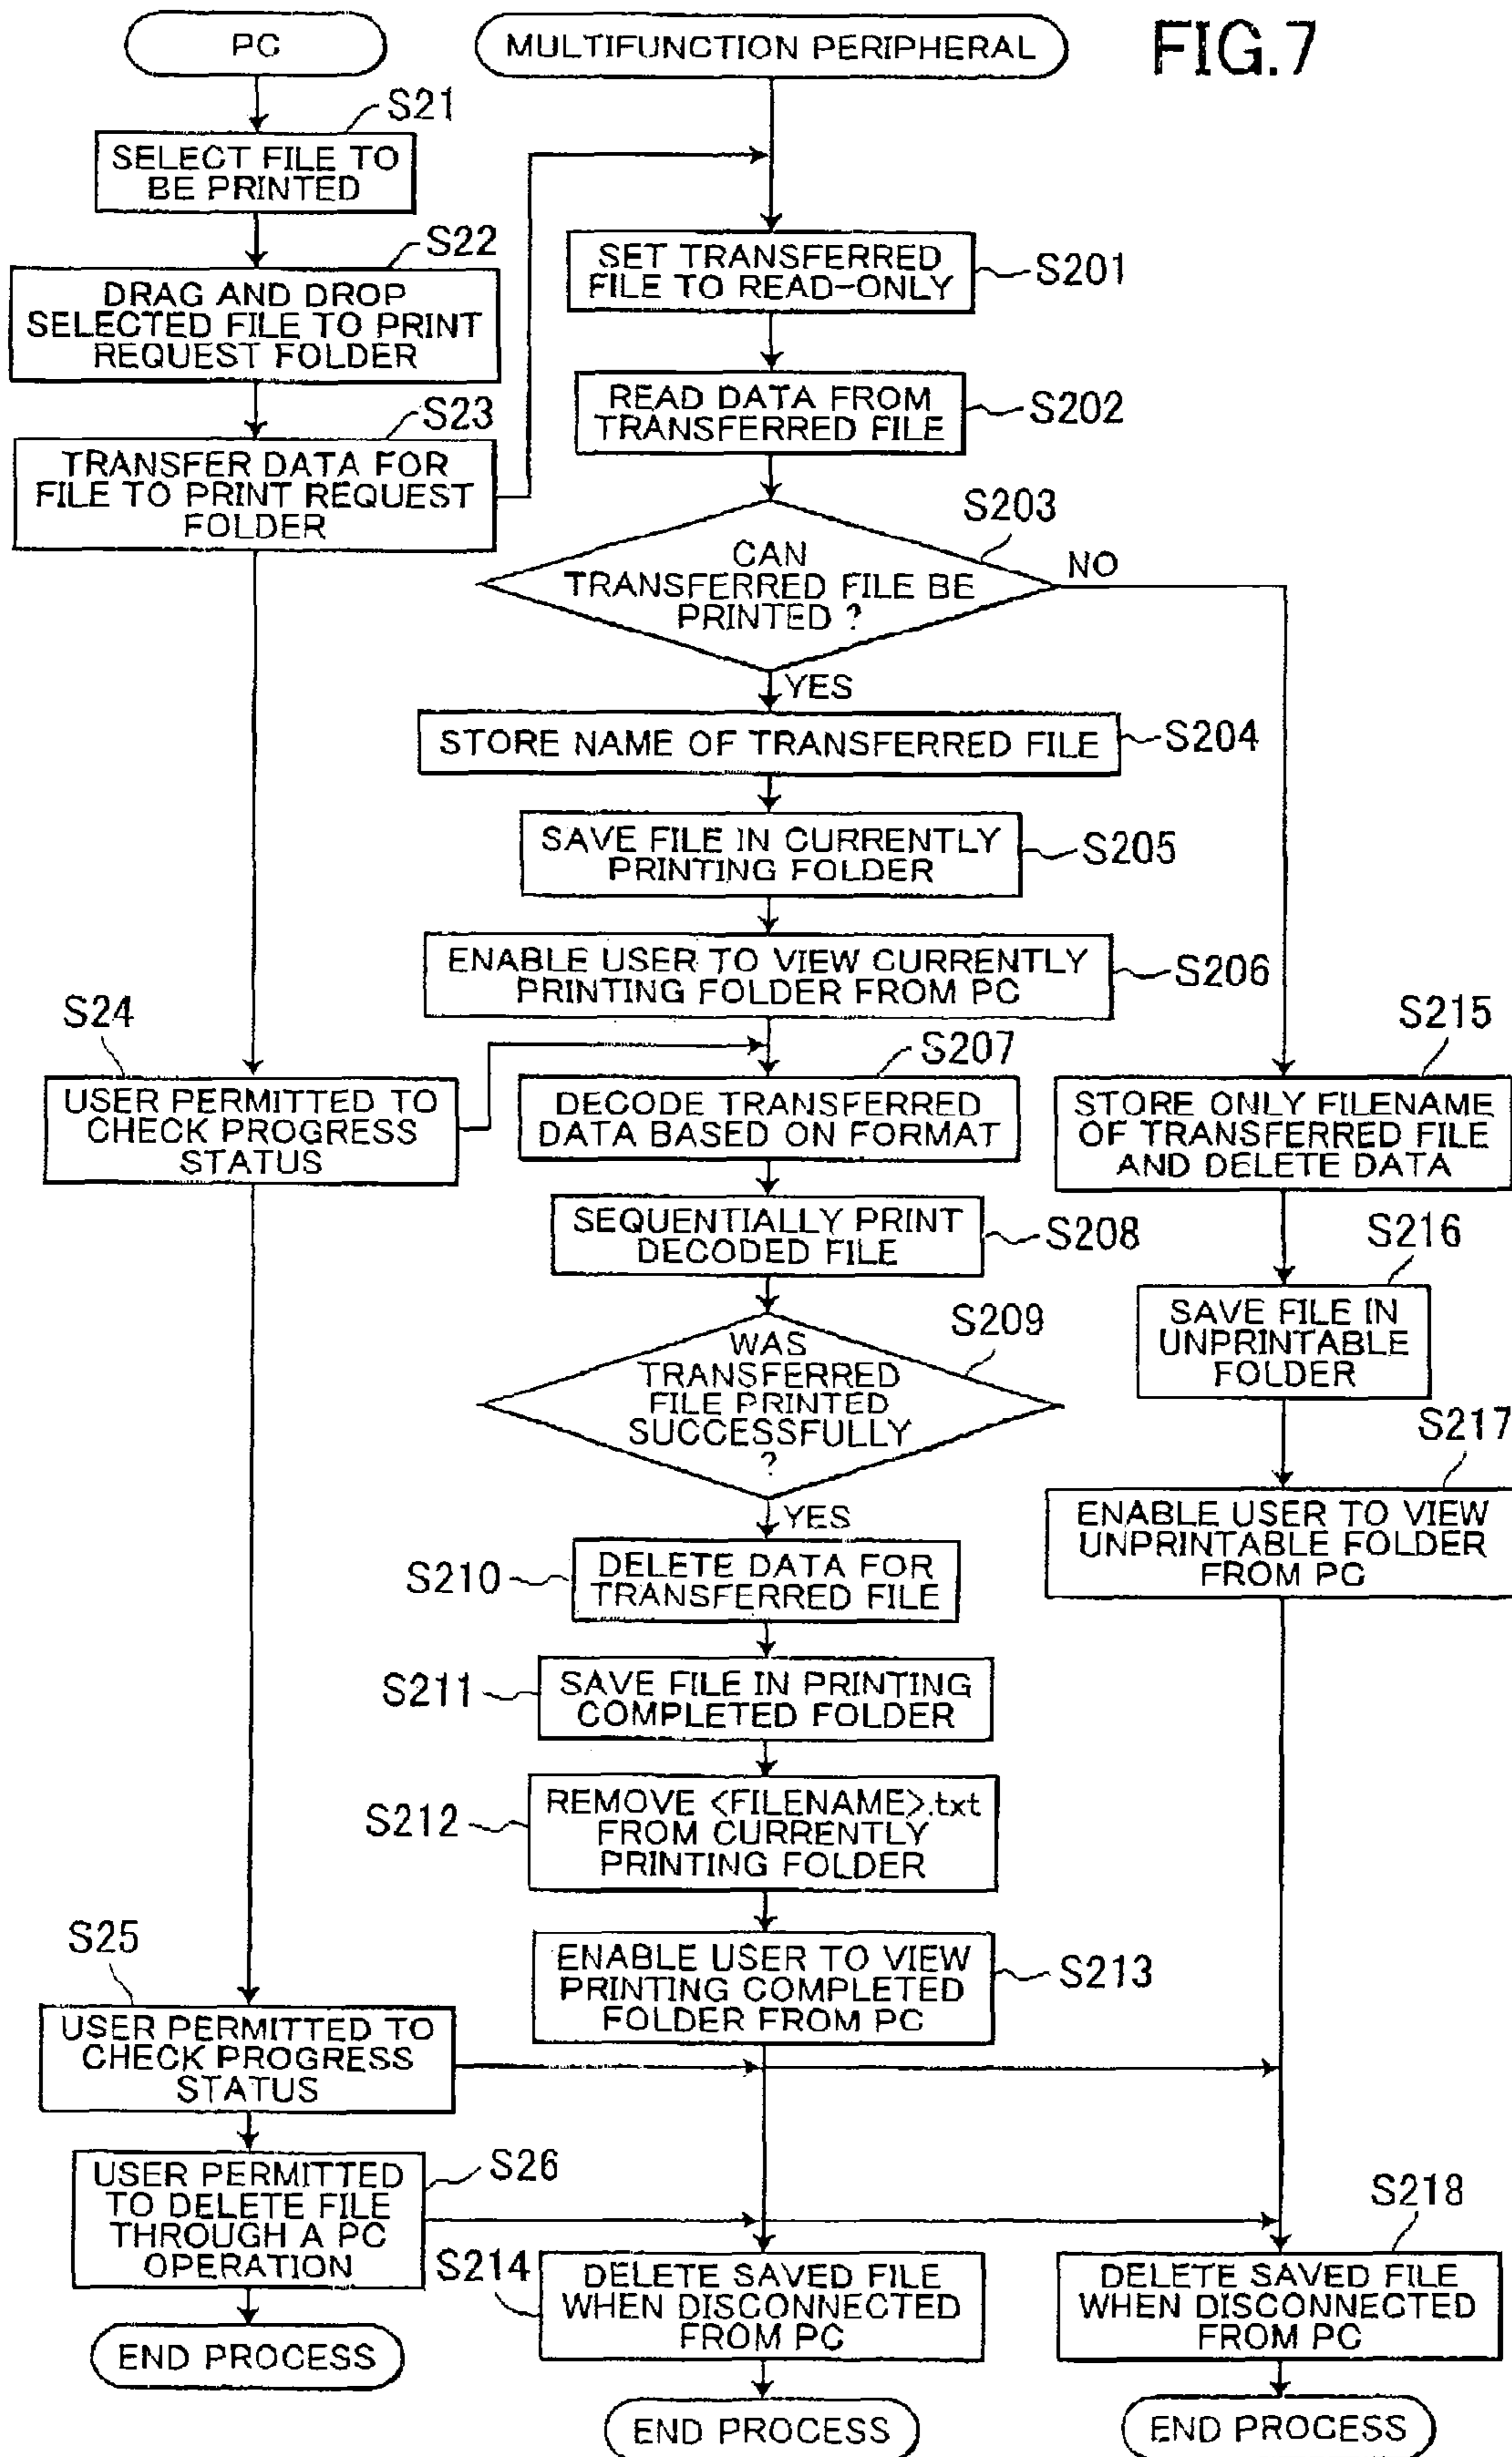 FIG.7
PC
S21
SELECT FILE TO
BE PRINTED
S22
DRAG AND DROP
SELECTED FILE TO PRINT
REQUEST FOLDER
S23
TRANSFER DATA FOR
FILE TO PRINT REQUEST
FOLDER
S24
USER PERMITTED TO
CHECK PROGRESS
STATUS
S25
USER PERMITTED TO
CHECK PROGRESS
STATUS
S26
USER PERMITTED
TO DELETE FILE
THROUGH A PC
OPERATION
END PROCESS
MULTIFUNCTION PERIPHERAL
SET TRANSFERRED
FILE TO READ-ONLY
S201
READ DATA FROM
TRANSFERRED FILE
S202
S203
CAN
TRANSFERRED FILE BE
PRINTED ?
NO
YES
STORE NAME OF TRANSFERRED FILE
S204
SAVE FILE IN CURRENTLY
PRINTING FOLDER
S205
ENABLE USER TO VIEW CURRENTLY
PRINTING FOLDER FROM PC
S206
S207
DECODE TRANSFERRED
DATA BASED ON FORMAT
SEQUENTIALLY PRINT
DECODED FILE
S208
S209
WAS
TRANSFERRED
FILE PRINTED
SUCCESSFULLY
?
YES
S210
DELETE DATA FOR
TRANSFERRED FILE
S211
SAVE FILE IN PRINTING
COMPLETED FOLDER
S212
REMOVE <FILENAME>.txt
FROM CURRENTLY
PRINTING FOLDER
ENABLE USER TO VIEW
PRINTING COMPLETED
FOLDER FROM PC
S213
S214
DELETE SAVED FILE
WHEN DISCONNECTED
FROM PC
END PROCESS
S215
STORE ONLY FILENAME
OF TRANSFERRED FILE
AND DELETE DATA
S216
SAVE FILE IN
UNPRINTABLE
FOLDER
S217
ENABLE USER TO VIEW
UNPRINTABLE FOLDER
FROM PC
S218
DELETE SAVED FILE
WHEN DISCONNECTED
FROM PC
END PROCESS